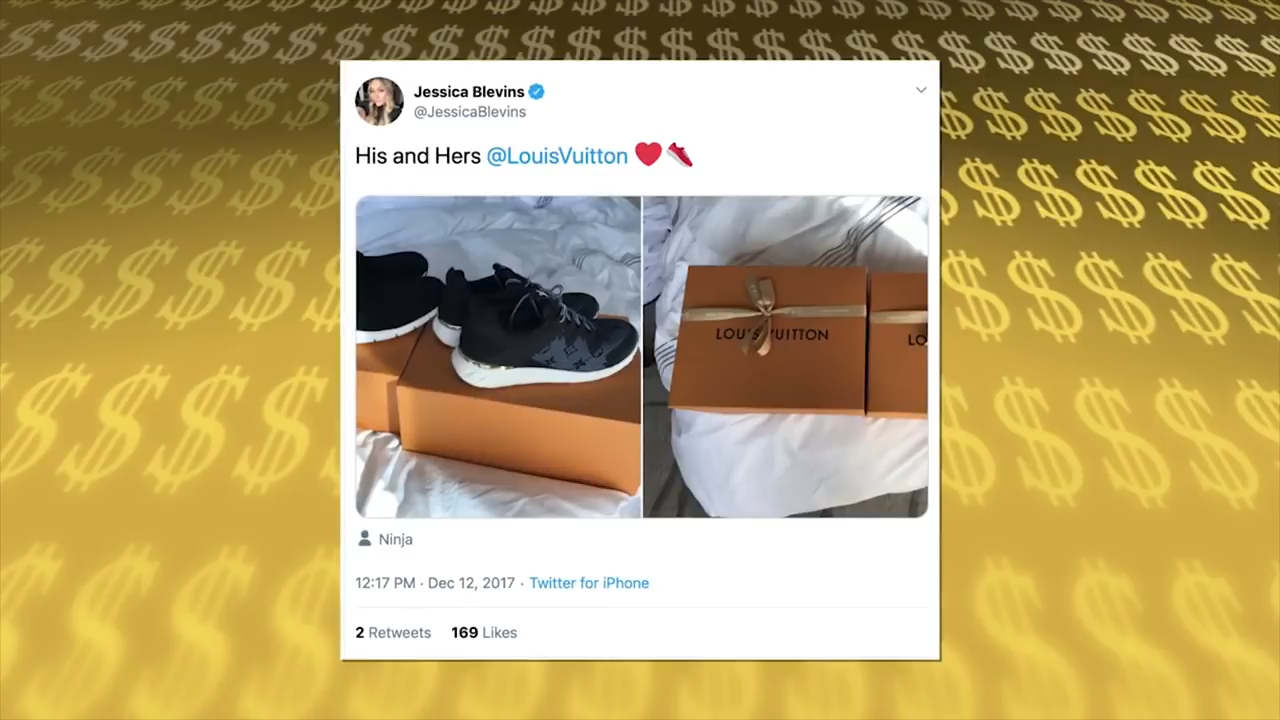 Jessica Blevins
@JessicaBlevins
His and Hers @LouisVuitton ❤️👟
LOUIS VUITTON
LO
Ninja
12:17 PM · Dec 12, 2017 · Twitter for iPhone
2 Retweets 169 Likes